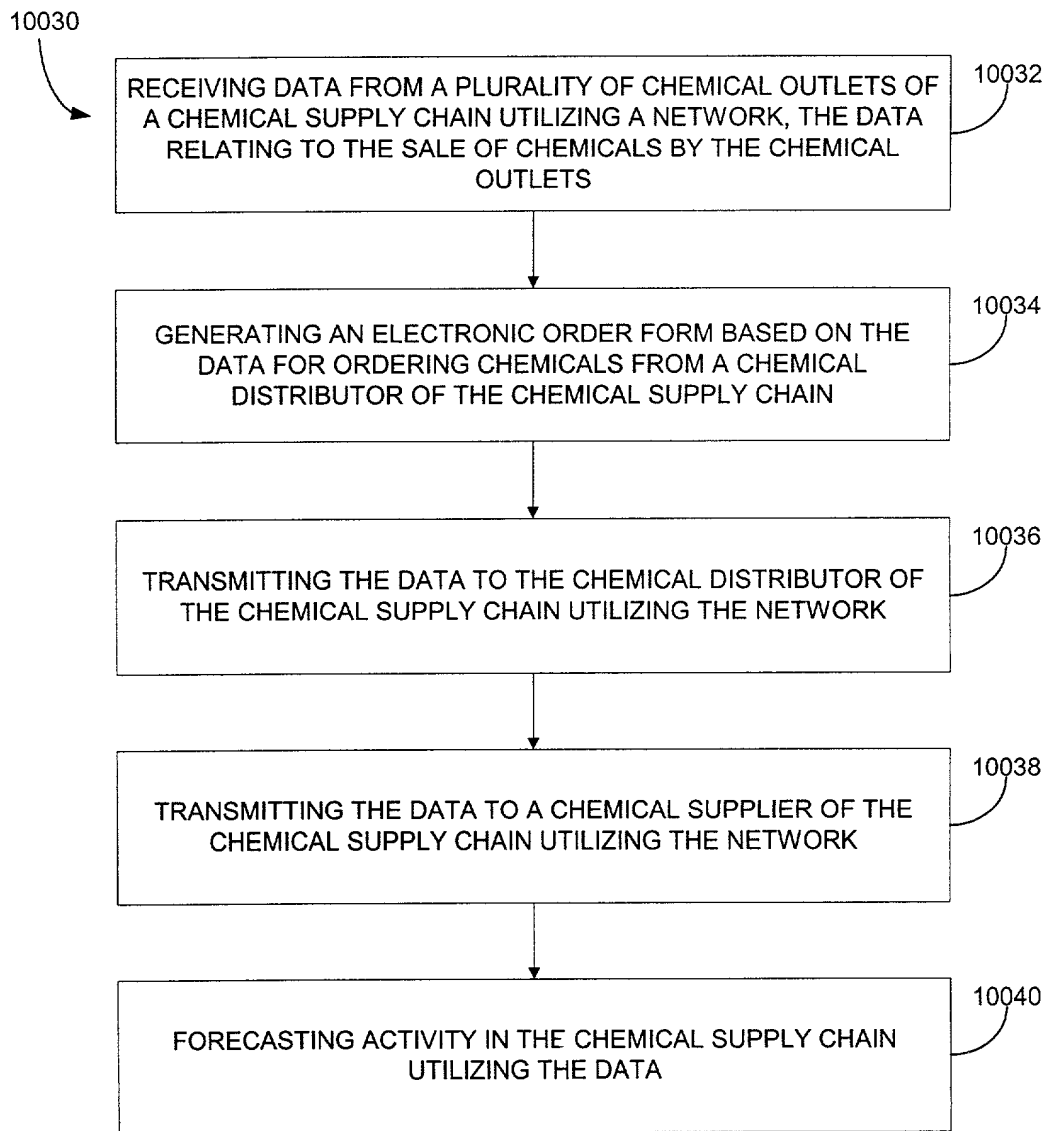 10030
RECEIVING DATA FROM A PLURALITY OF CHEMICAL OUTLETS OF
A CHEMICAL SUPPLY CHAIN UTILIZING A NETWORK, THE DATA
RELATING TO THE SALE OF CHEMICALS BY THE CHEMICAL
OUTLETS
10032
GENERATING AN ELECTRONIC ORDER FORM BASED ON THE
DATA FOR ORDERING CHEMICALS FROM A CHEMICAL
DISTRIBUTOR OF THE CHEMICAL SUPPLY CHAIN
10034
TRANSMITTING THE DATA TO THE CHEMICAL DISTRIBUTOR OF
THE CHEMICAL SUPPLY CHAIN UTILIZING THE NETWORK
10036
TRANSMITTING THE DATA TO A CHEMICAL SUPPLIER OF THE
CHEMICAL SUPPLY CHAIN UTILIZING THE NETWORK
10038
FORECASTING ACTIVITY IN THE CHEMICAL SUPPLY CHAIN
UTILIZING THE DATA
10040